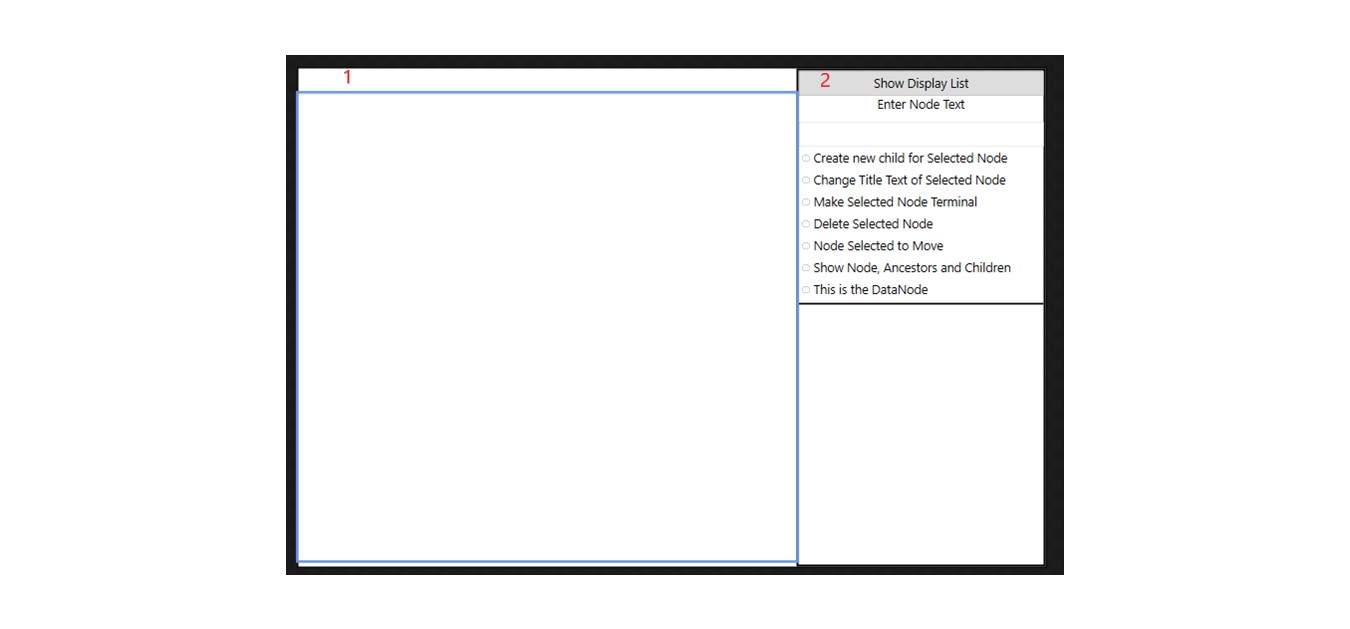 1
2 Show Display List
Enter Node Text
Create new child for Selected Node
Change Title Text of Selected Node
Make Selected Node Terminal
Delete Selected Node
Node Selected to Move
Show Node, Ancestors and Children
This is the DataNode